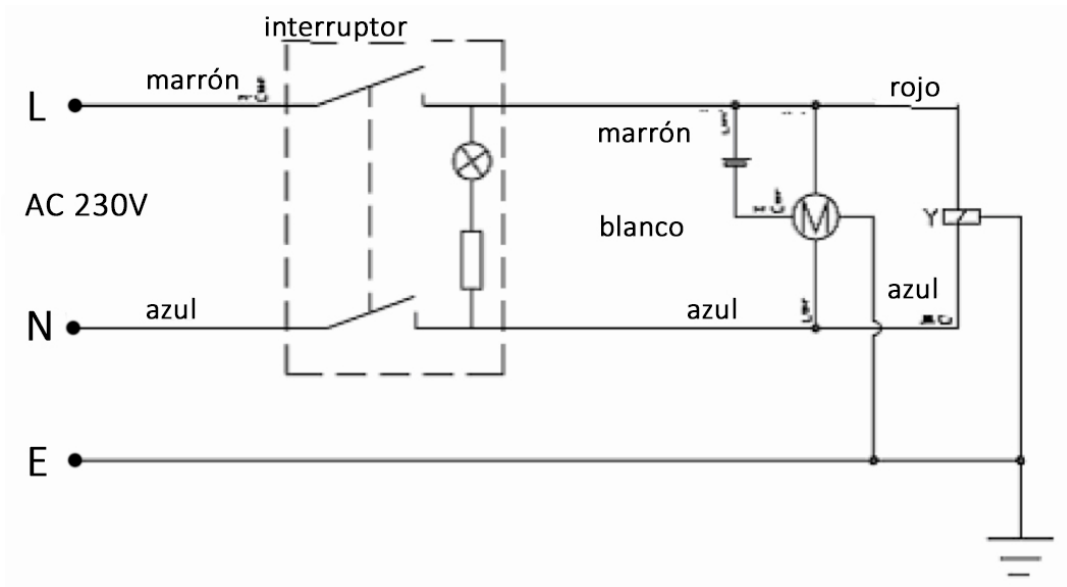 interruptor
marrón
L
rojo
marrón
AC 230V
M
Y
blanco
azul
azul
azul
N
E